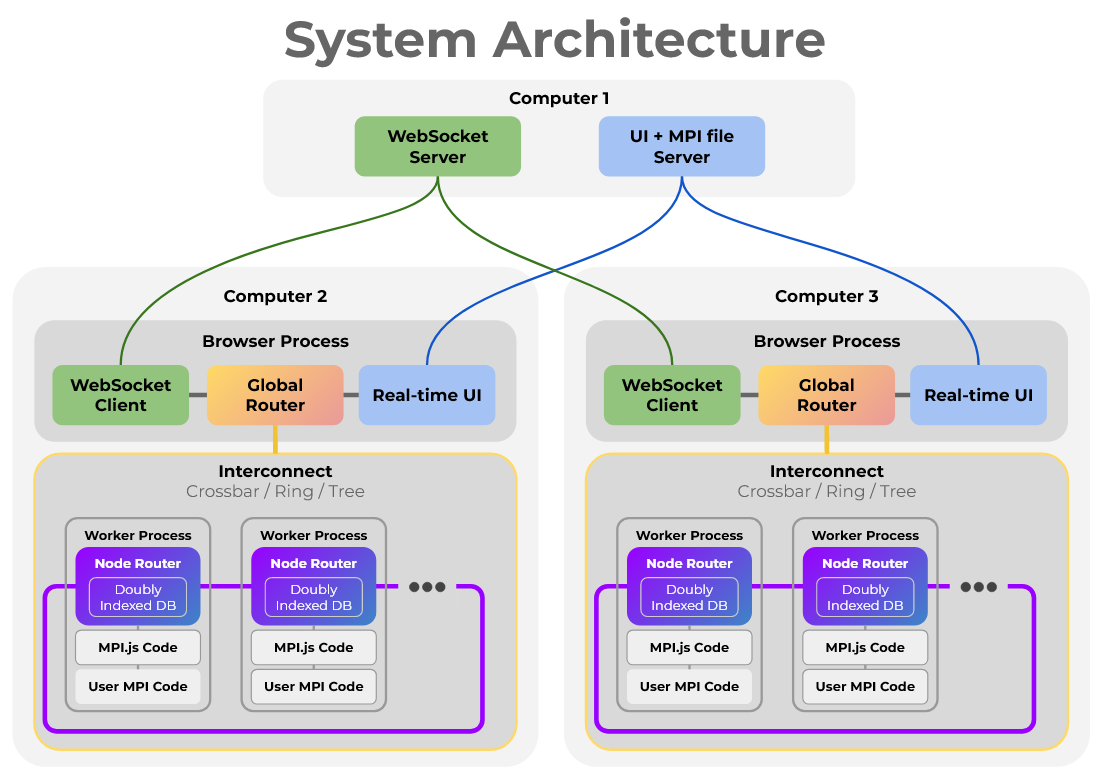 System Architecture
Computer 1
WebSocket
Server
UI + MPI file
Server
Computer 2
Browser Process
WebSocket
Client
Global
Router
Real-time UI
Interconnect
Crossbar / Ring / Tree
Worker Process
Node Router
Doubly
Indexed DB
MPI.js Code
User MPI Code
Worker Process
Node Router
Doubly
Indexed DB
MPI.js Code
User MPI Code
Computer 3
Browser Process
WebSocket
Client
Global
Router
Real-time UI
Interconnect
Crossbar / Ring / Tree
Worker Process
Node Router
Doubly
Indexed DB
MPI.js Code
User MPI Code
Worker Process
Node Router
Doubly
Indexed DB
MPI.js Code
User MPI Code